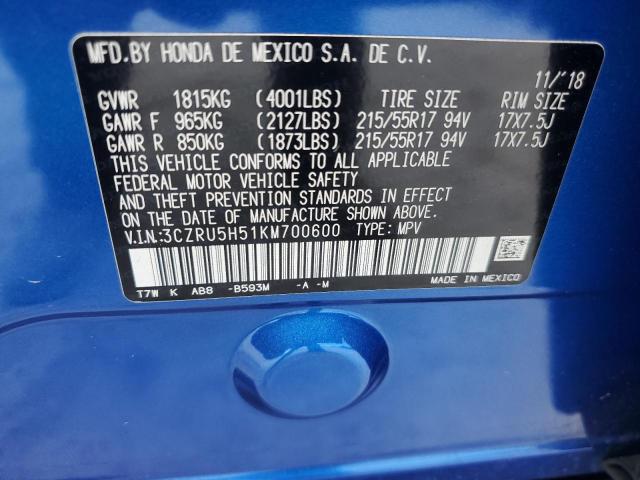 MFD.BY HONDA DE MEXICO S.A. DE C.V.
11/'18
GVWR 1815KG (4001LBS) TIRE SIZE RIM SIZE
GAWR F 965KG (2127LBS) 215/55R17 94V 17X7.5J
GAWR R 850KG (1873LBS) 215/55R17 94V 17X7.5J
THIS VEHICLE CONFORMS TO ALL APPLICABLE
FEDERAL MOTOR VEHICLE SAFETY
AND THEFT PREVENTION STANDARDS IN EFFECT
ON THE DATE OF MANUFACTURE SHOWN ABOVE.
V.I.N:3CZRU5H51KM700600 TYPE: MPV
T7W K AB8 -B593M -A -M MADE IN MEXICO